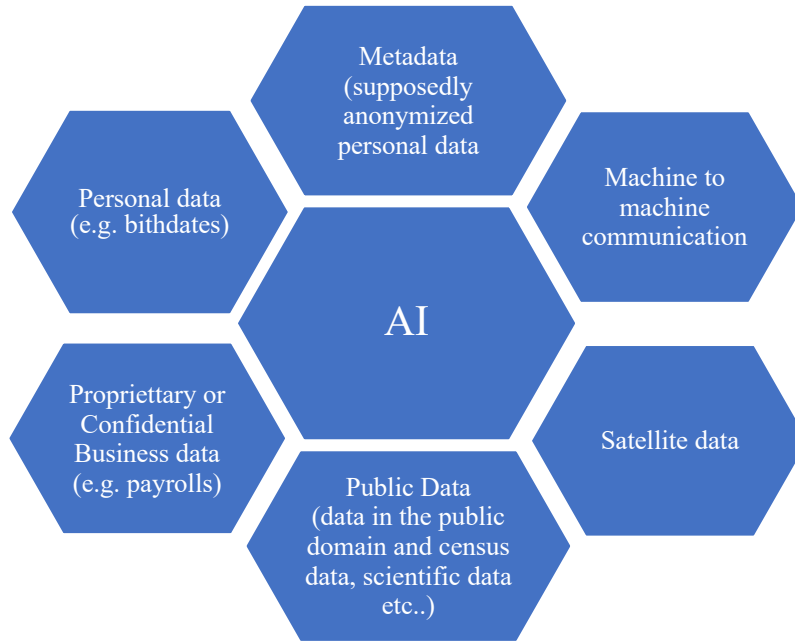 Metadata
(supposedly
anonymized
personal data
Personal data
(e.g. bithdates)
Machine to
machine
communication
AI
Propriettary or
Confidential
Business data
(e.g. payrolls)
Satellite data
Public Data
(data in the public
domain and census
data, scientific data
etc..)